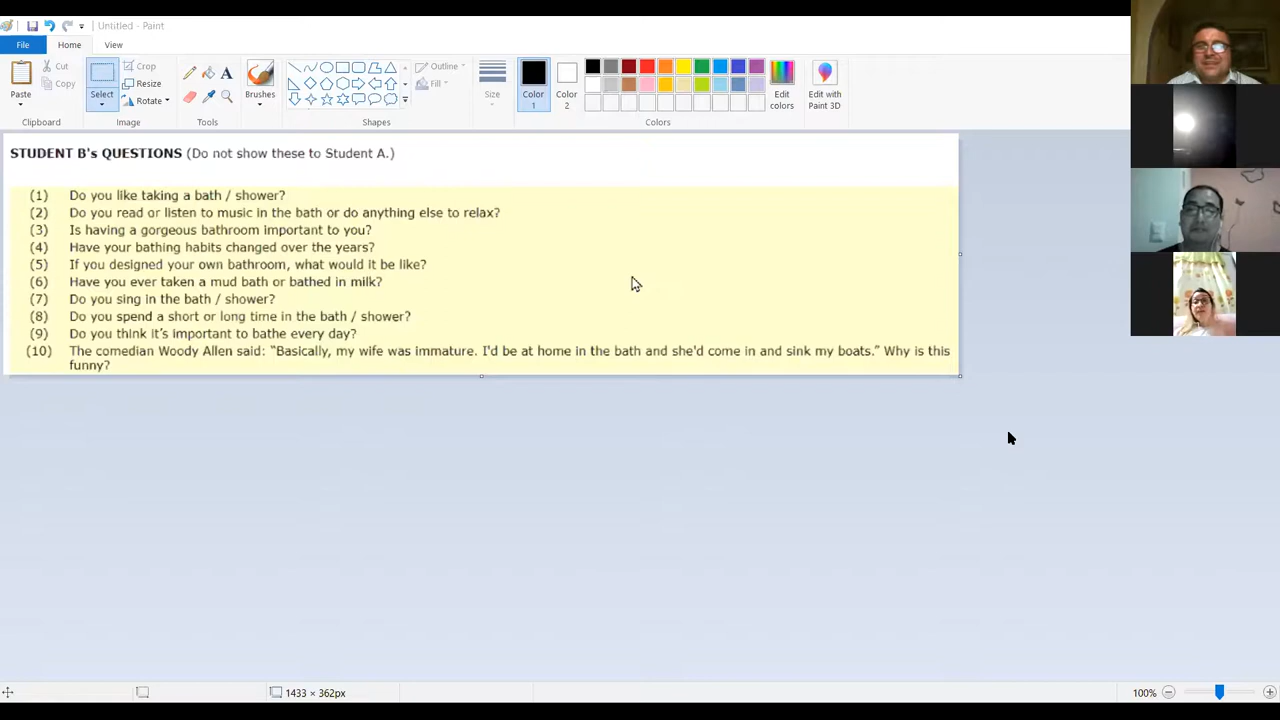 Untitled - Paint
File
Home
View
Paste
Clipboard
Cut
Copy
Select
Crop
Resize
Rotate
Image
Tools
Brushes
Shapes
Outline
Fill
Size
Color 1
Color 2
Colors
Edit colors
Edit with Paint 3D
STUDENT B's QUESTIONS (Do not show these to Student A.)
(1) Do you like taking a bath / shower?
(2) Do you read or listen to music in the bath or do anything else to relax?
(3) Is having a gorgeous bathroom important to you?
(4) Have your bathing habits changed over the years?
(5) If you designed your own bathroom, what would it be like?
(6) Have you ever taken a mud bath or bathed in milk?
(7) Do you sing in the bath / shower?
(8) Do you spend a short or long time in the bath / shower?
(9) Do you think it's important to bathe every day?
(10) The comedian Woody Allen said: “Basically, my wife was immature. I'd be at home in the bath and she'd come in and sink my boats.” Why is this
funny?
1433 × 362px
100%